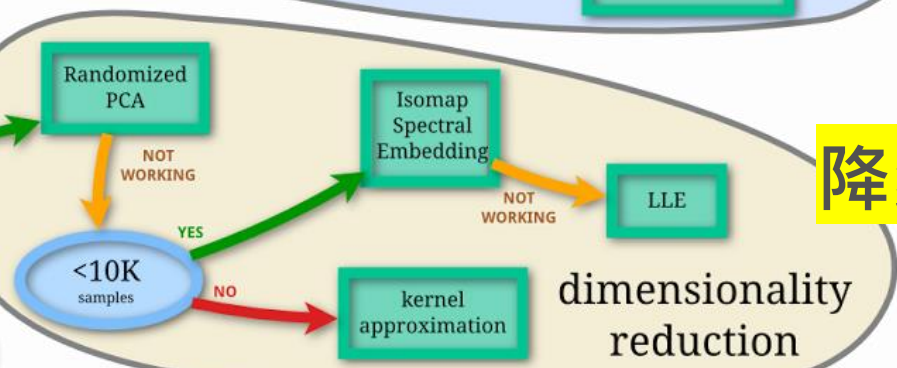 Randomized
PCA
NOT
WORKING
Isomap
Spectral
Embedding
NOT
WORKING
LLE
降
YES
<10K
samples
NO
kernel
approximation
dimensionality
reduction